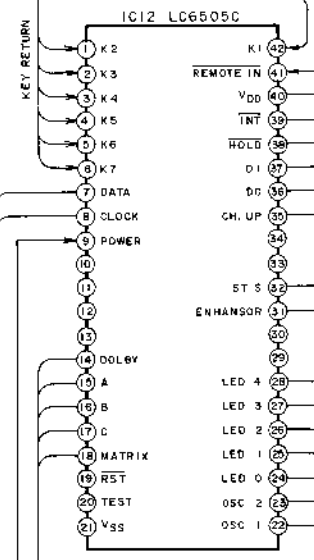 IC12 LC6505C
KEY RETURN
1 K2
2 K3
3 K4
4 K5
5 K6
6 K7
7 DATA
8 CLOCK
9 POWER
10
11
12
13
14 DOLBY
15 A
16 B
17 C
18 MATRIX
19 RST
20 TEST
21 VSS
K1 42
REMOTE IN 41
VDD 40
INT 39
HOLD 38
DI 37
DC 36
CH. UP 35
34
33
ST S 32
ENHANSOR 31
30
29
LED 4 28
LED 3 27
LED 2 26
LED 1 25
LED 0 24
OSC 2 23
OSC 1 22